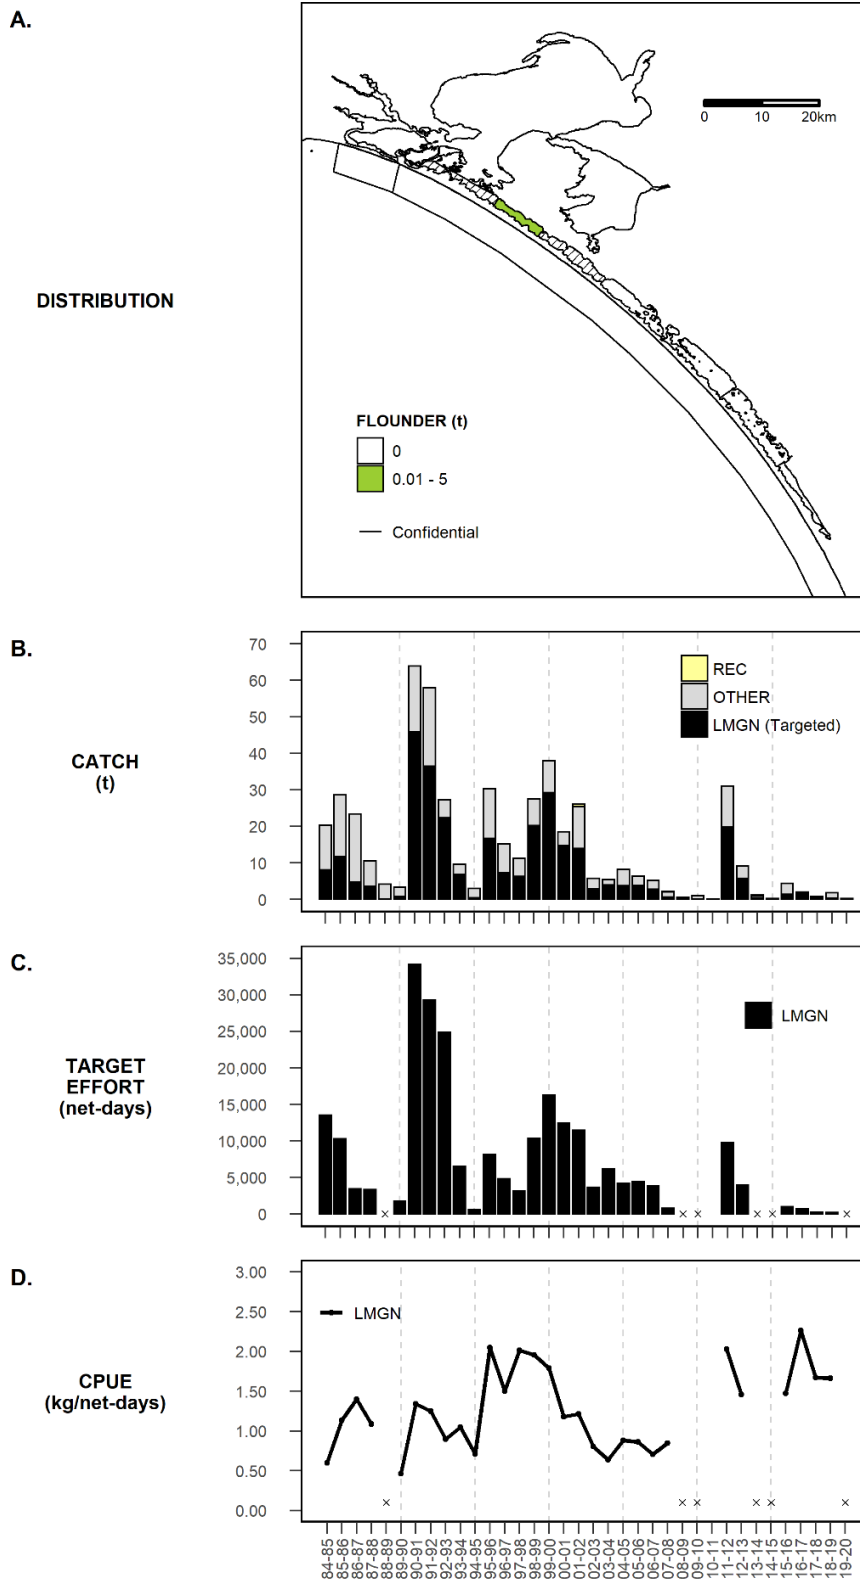 A.
0 10 20km
DISTRIBUTION
FLOUNDER (t)
0
0.01 - 5
Confidential
B.
CATCH
(t)
70
60
50
40
30
20
10
0
REC
OTHER
LMGN (Targeted)
C.
TARGET
EFFORT
(net-days)
35,000
30,000
25,000
20,000
15,000
10,000
5,000
0
LMGN
D.
CPUE
(kg/net-days)
3.00
2.50
2.00
1.50
1.00
0.50
0.00
LMGN
84-85
85-86
86-87
87-88
88-89
89-90
90-91
91-92
92-93
93-94
94-95
95-96
96-97
97-98
98-99
99-00
00-01
01-02
02-03
03-04
04-05
05-06
06-07
07-08
08-09
09-10
10-11
11-12
12-13
13-14
14-15
15-16
16-17
17-18
18-19
19-20